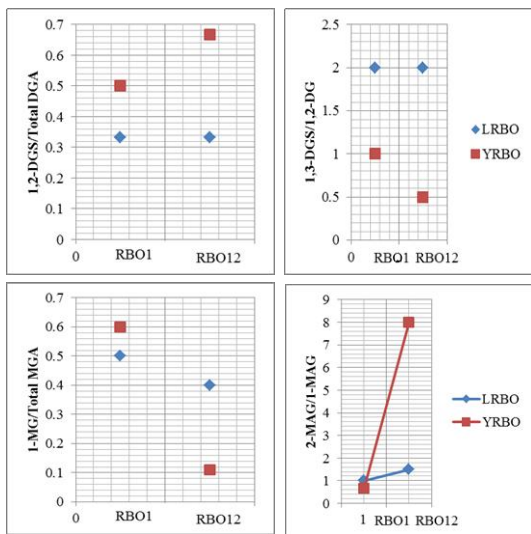 1,2-DGS/Total DGA
0.7
0.6
0.5
0.4
0.3
0.2
0.1
0
0
RBO1
RBO12
1,3-DGS/1,2-DG
2.5
2
1.5
1
0.5
0
0
RBO1
RBO12
LRBO
YRBO
1-MG/Total MGA
0.7
0.6
0.5
0.4
0.3
0.2
0.1
0
0
RBO1
RBO12
2-MAG/1-MAG
9
8
7
6
5
4
3
2
1
0
1
RBO1
RBO12
LRBO
YRBO